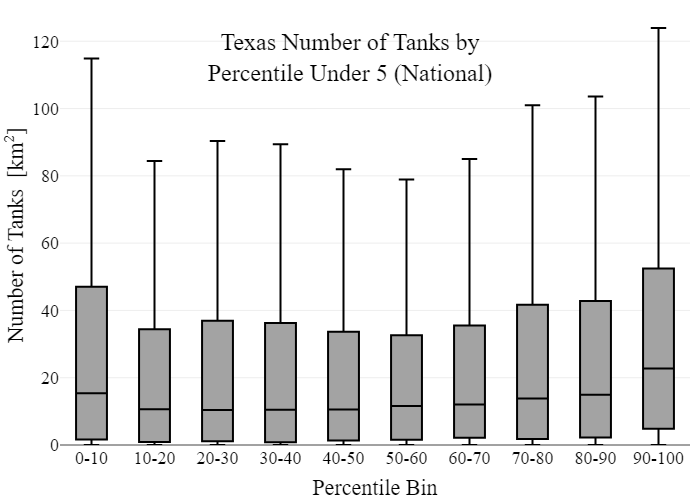 Texas Number of Tanks by
Percentile Under 5 (National)
Number of Tanks [km²]
120
100
80
60
40
20
0
0-10 10-20 20-30 30-40 40-50 50-60 60-70 70-80 80-90 90-100
Percentile Bin